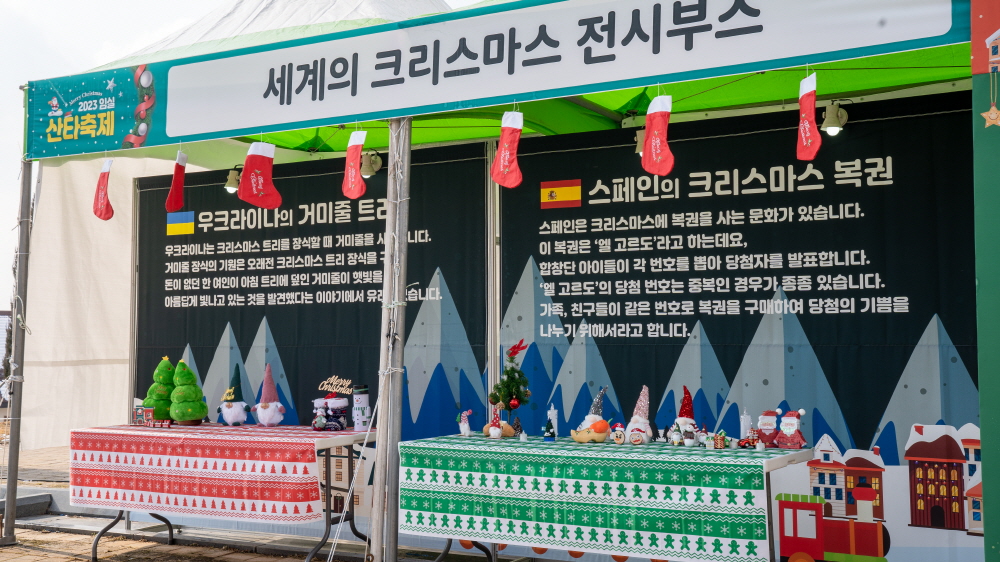 세계의 크리스마스 전시부스
Merry Christmas
2023 임실
산타축제
우크라이나의 거미줄 트리
우크라이나는 크리스마스 트리를 장식할 때 거미줄을
거미줄 장식의 기원은 오래전 크리스마스 트리 장식을
돈이 없던 한 여인이 아침 트리에 덮인 거미줄이 햇빛을
아름답게 빛나고 있는 것을 발견했다는 이야기에서
스페인의 크리스마스 복권
스페인은 크리스마스에 복권을 사는 문화가 있습니다.
이 복권은 '엘 고르도'라고 하는데요,
합창단 아이들이 각 번호를 뽑아 당첨자를 발표합니다.
'엘 고르도'의 당첨 번호는 중복인 경우가 종종 있습니다.
가족, 친구들이 같은 번호로 복권을 구매하여 당첨의 기쁨을
나누기 위해서라고 합니다.
Merry
Christmas